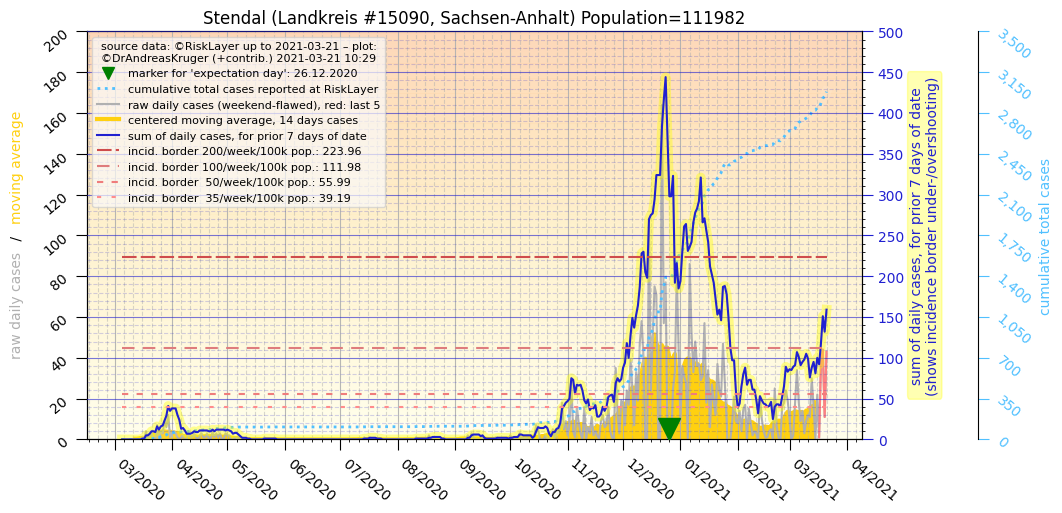 Stendal (Landkreis #15090, Sachsen-Anhalt) Population=111982
source data: ©RiskLayer up to 2021-03-21 – plot:
©DrAndreasKruger (+contrib.) 2021-03-21 10:29
marker for 'expectation day': 26.12.2020
cumulative total cases reported at RiskLayer
raw daily cases (weekend-flawed), red: last 5
centered moving average, 14 days cases
sum of daily cases, for prior 7 days of date
incid. border 200/week/100k pop.: 223.96
incid. border 100/week/100k pop.: 111.98
incid. border  50/week/100k pop.: 55.99
incid. border  35/week/100k pop.: 39.19
raw daily cases / moving average
200
180
160
140
120
100
80
60
40
20
0
03/2020
04/2020
05/2020
06/2020
07/2020
08/2020
09/2020
10/2020
11/2020
12/2020
01/2021
02/2021
03/2021
04/2021
500
450
400
350
300
250
200
150
100
50
0
sum of daily cases, for prior 7 days of date
(shows incidence border under-/overshooting)
3,500
3,150
2,800
2,450
2,100
1,750
1,400
1,050
700
350
0
cumulative total cases